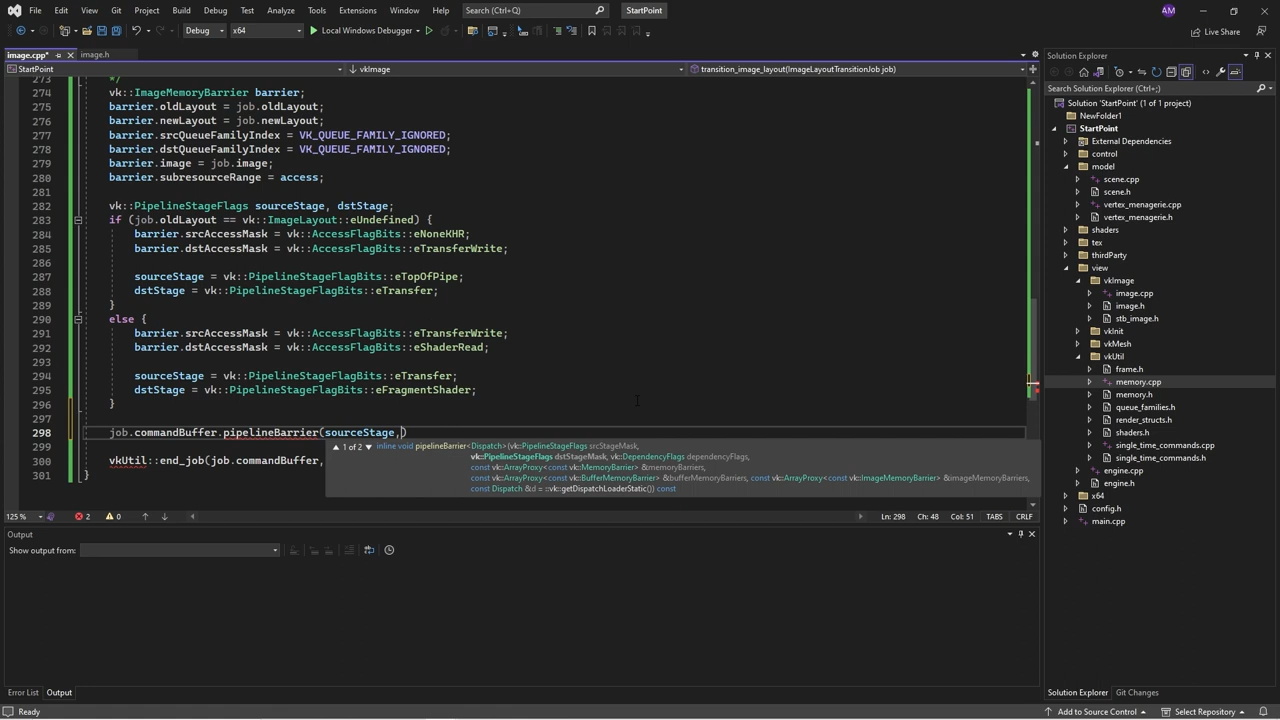 File Edit View Git Project Build Debug Test Analyze Tools Extensions Window Help Search (Ctrl+Q) StartPoint AM
Debug x64 Local Windows Debugger Live Share
image.cpp* image.h
StartPoint vkImage transition_image_layout(ImageLayoutTransitionJob job)
273 */
274 vk::ImageMemoryBarrier barrier;
275 barrier.oldLayout = job.oldLayout;
276 barrier.newLayout = job.newLayout;
277 barrier.srcQueueFamilyIndex = VK_QUEUE_FAMILY_IGNORED;
278 barrier.dstQueueFamilyIndex = VK_QUEUE_FAMILY_IGNORED;
279 barrier.image = job.image;
280 barrier.subresourceRange = access;
281
282 vk::PipelineStageFlags sourceStage, dstStage;
283 if (job.oldLayout == vk::ImageLayout::eUndefined) {
284 barrier.srcAccessMask = vk::AccessFlagBits::eNoneKHR;
285 barrier.dstAccessMask = vk::AccessFlagBits::eTransferWrite;
286
287 sourceStage = vk::PipelineStageFlagBits::eTopOfPipe;
288 dstStage = vk::PipelineStageFlagBits::eTransfer;
289 }
290 else {
291 barrier.srcAccessMask = vk::AccessFlagBits::eTransferWrite;
292 barrier.dstAccessMask = vk::AccessFlagBits::eShaderRead;
293
294 sourceStage = vk::PipelineStageFlagBits::eTransfer;
295 dstStage = vk::PipelineStageFlagBits::eFragmentShader;
296 }
297
298 job.commandBuffer.pipelineBarrier(sourceStage,)
299
300 vkUtil::end_job(job.commandBuffer,
301 }
1 of 2 inline void pipelineBarrier<Dispatch>(vk::PipelineStageFlags srcStageMask,
vk::PipelineStageFlags dstStageMask, vk::DependencyFlags dependencyFlags,
const vk::ArrayProxy<const vk::MemoryBarrier> &memoryBarriers,
const vk::ArrayProxy<const vk::BufferMemoryBarrier> &bufferMemoryBarriers, const vk::ArrayProxy<const vk::ImageMemoryBarrier> &imageMemoryBarriers,
const Dispatch &d = ::vk::getDispatchLoaderStatic()) const
125 % 2 0 Ln: 298 Ch: 48 Col: 51 TABS CRLF
Output
Show output from:
Error List Output
Ready
Solution Explorer
Search Solution Explorer (Ctrl+;)
Solution 'StartPoint' (1 of 1 project)
NewFolder1
StartPoint
External Dependencies
control
model
scene.cpp
scene.h
vertex_menagerie.cpp
vertex_menagerie.h
shaders
tex
thirdParty
view
vkImage
image.cpp
image.h
stb_image.h
vkInit
vkMesh
vkUtil
frame.h
memory.cpp
memory.h
queue_families.h
render_structs.h
shaders.h
single_time_commands.cpp
single_time_commands.h
engine.cpp
engine.h
x64
config.h
main.cpp
Solution Explorer Git Changes
Add to Source Control Select Repository